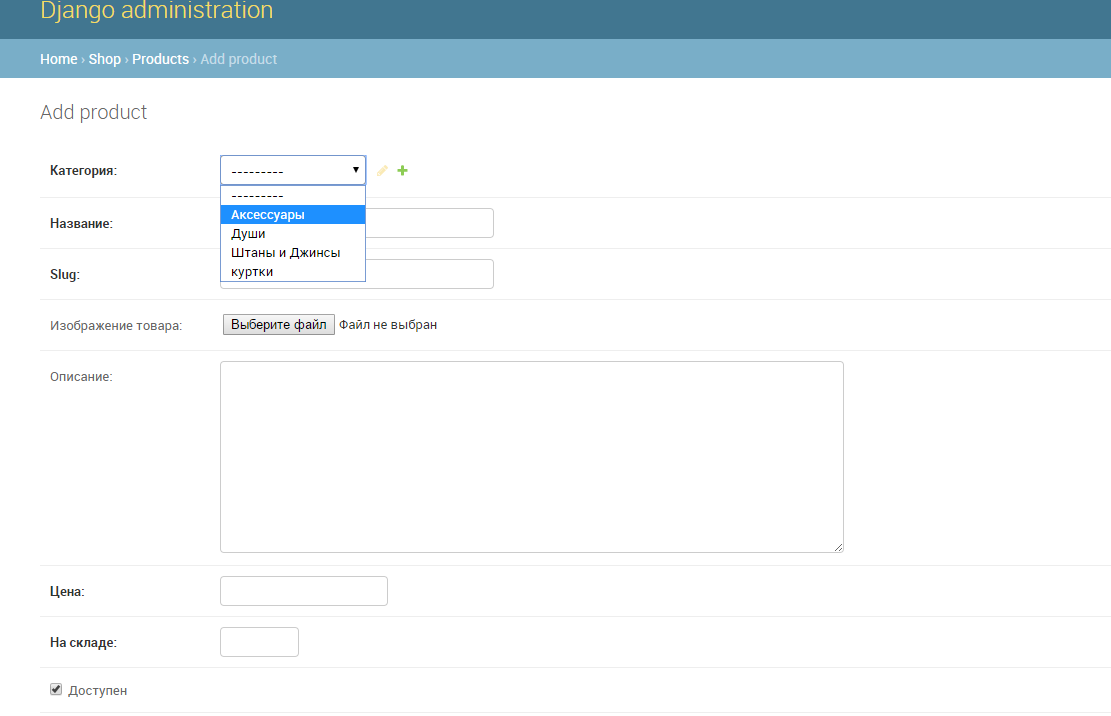 Django administration
Home › Shop › Products › Add product
Add product
Категория:
---------
---------
Аксессуары
Души
Штаны и Джинсы
куртки
Название:
Slug:
Изображение товара:
Выберите файл Файл не выбран
Описание:
Цена:
На складе:
Доступен